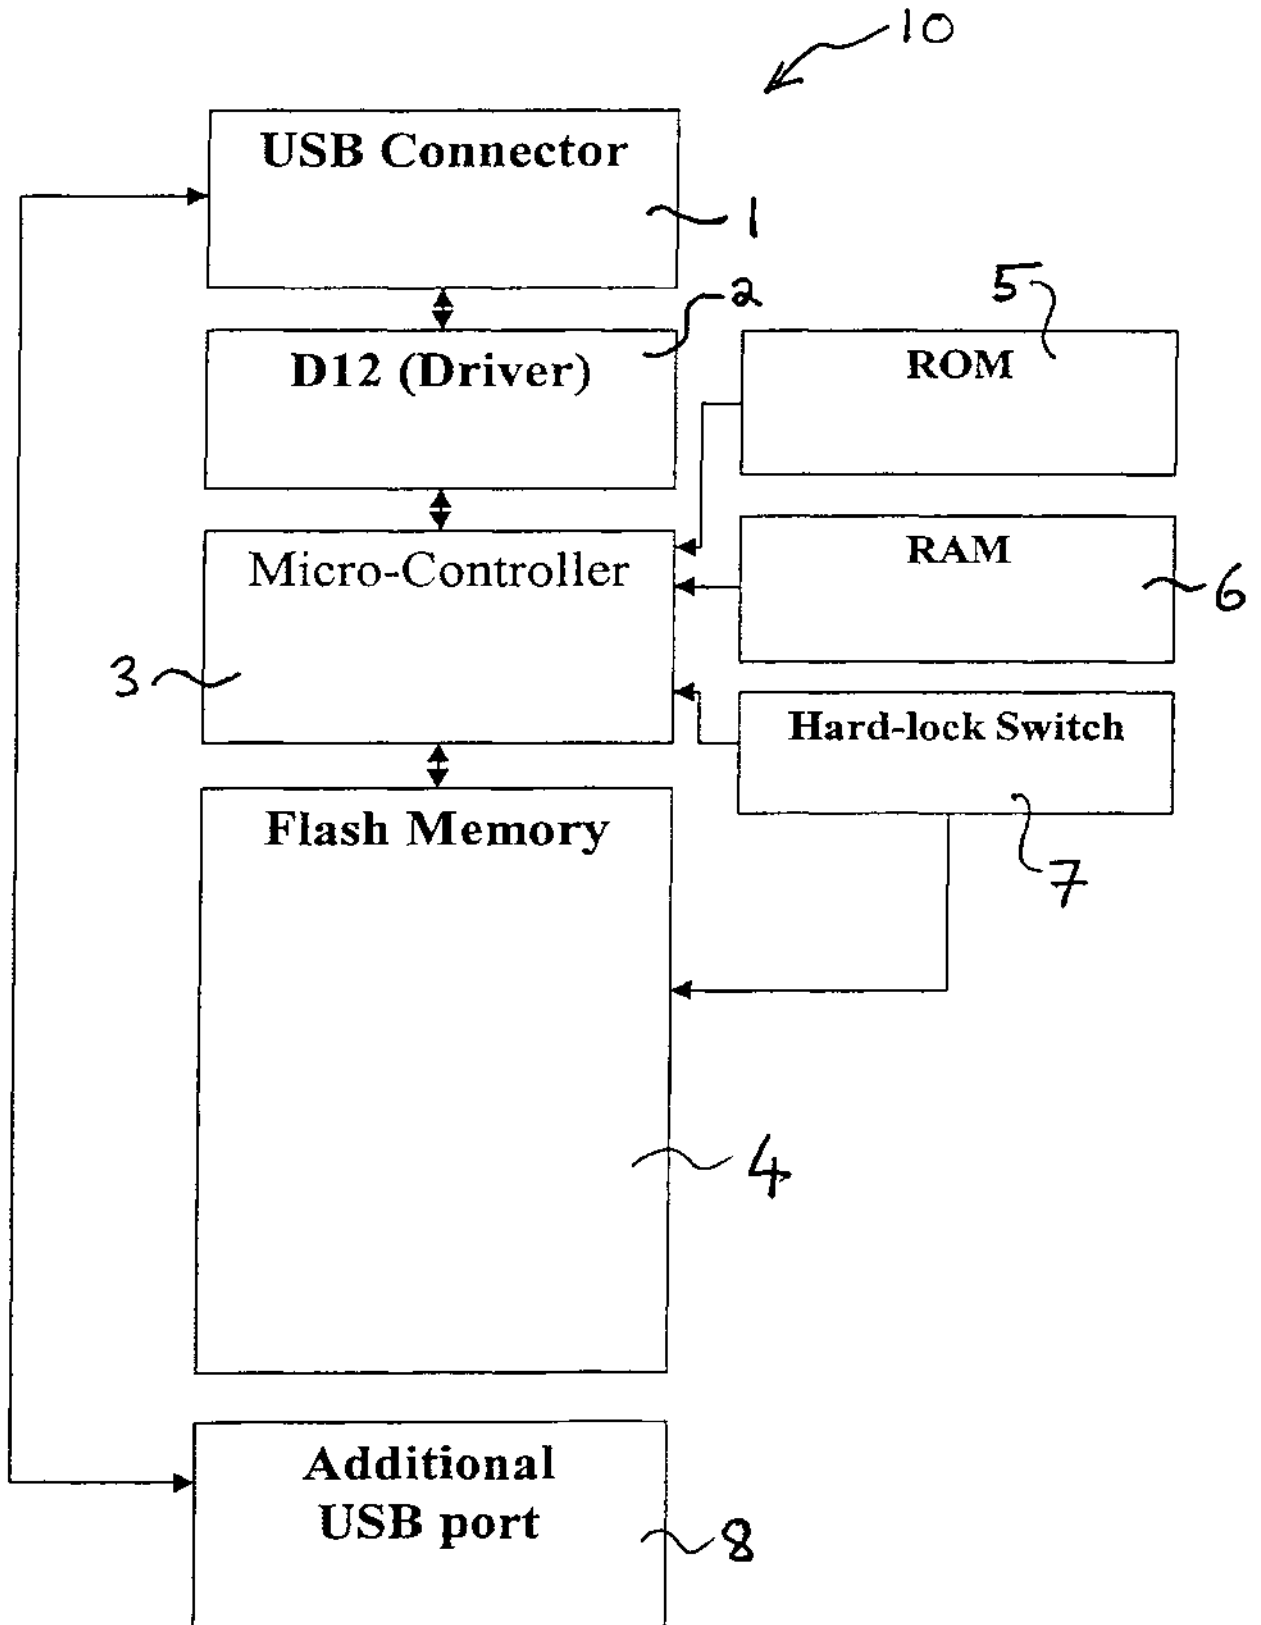 10
USB Connector
1
2
5
D12 (Driver)
ROM
Micro-Controller
RAM
6
3
Hard-lock Switch
7
Flash Memory
4
Additional
USB port
8